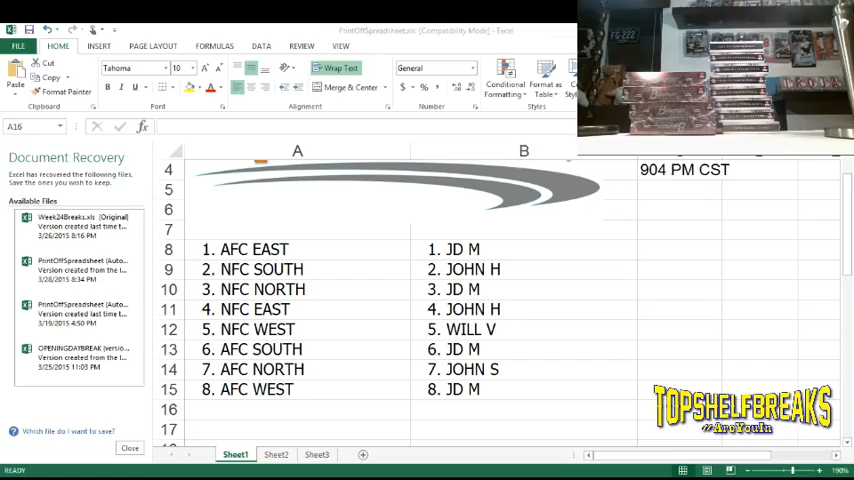 PrintOffSpreadsheet.xls [Compatibility Mode] - Excel
FILE HOME INSERT PAGE LAYOUT FORMULAS DATA REVIEW VIEW
Cut
Copy
Format Painter
Paste
Clipboard
Tahoma 10
B I U
Font
Wrap Text
Merge & Center
Alignment
General
$ %
Number
Conditional Formatting
Format as Table
Styles
FG-222
A16
fx
Document Recovery
Excel has recovered the following files.
Save the ones you wish to keep.
Available Files
Week24Breaks.xls [Original]
Version created last time t...
3/26/2015 8:16 PM
PrintOffSpreadsheet (Auto...
Version created from the l...
3/28/2015 8:34 PM
PrintOffSpreadsheet (Auto...
Version created last time t...
3/19/2015 4:50 PM
OPENINGDAYBREAK (versio...
Version created from the l...
3/25/2015 11:03 PM
Which file do I want to save?
Close
A B
4 904 PM CST
5
6
7
8 1. AFC EAST 1. JD M
9 2. NFC SOUTH 2. JOHN H
10 3. NFC NORTH 3. JD M
11 4. NFC EAST 4. JOHN H
12 5. NFC WEST 5. WILL V
13 6. AFC SOUTH 6. JD M
14 7. AFC NORTH 7. JOHN S
15 8. AFC WEST 8. JD M
16
17
TOPSHELFBREAKS
#AreYouIn
Sheet1 Sheet2 Sheet3
READY 190%